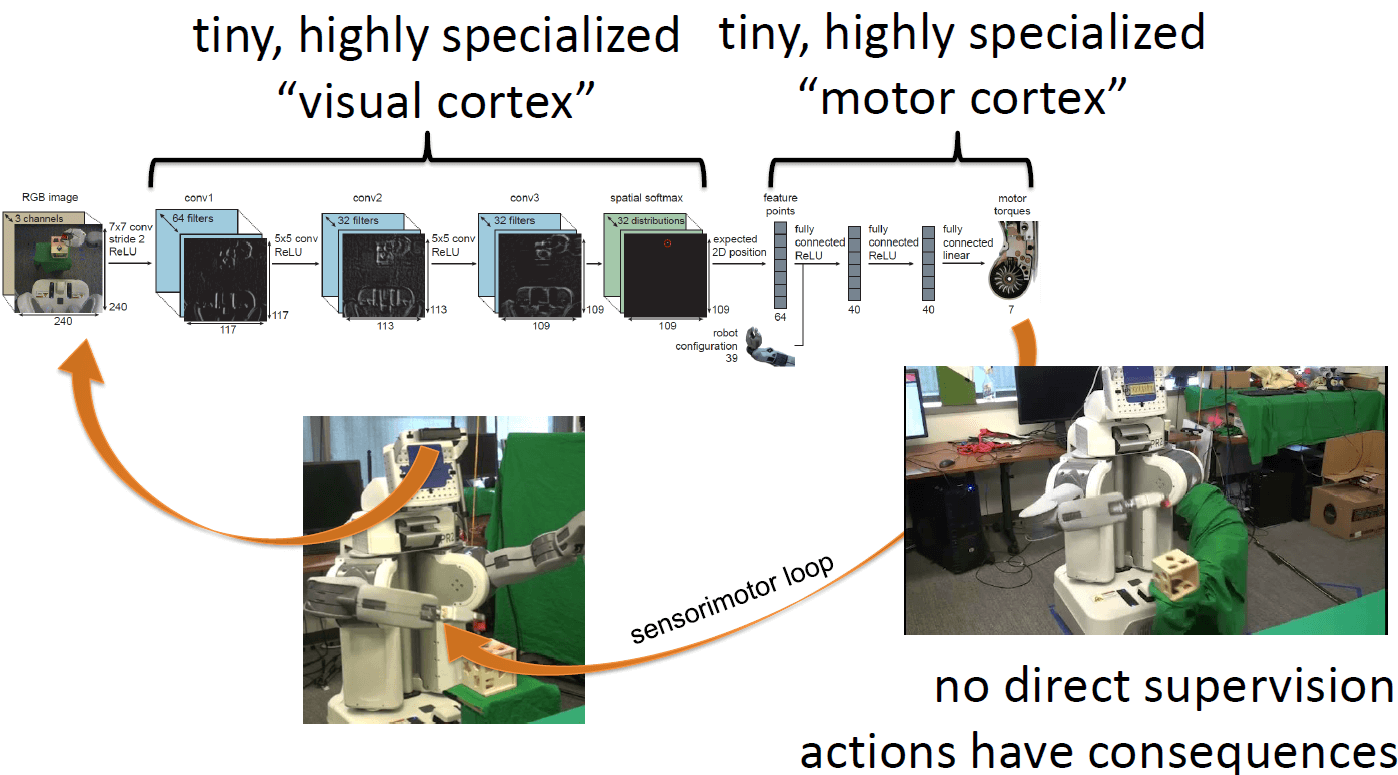 tiny, highly specialized
“visual cortex”
tiny, highly specialized
“motor cortex”
RGB image
3 channels
240
240
7x7 conv
stride 2
ReLU
conv1
64 filters
117
117
5x5 conv
ReLU
conv2
32 filters
113
113
5x5 conv
ReLU
conv3
32 filters
109
109
spatial softmax
32 distributions
109
109
expected
2D position
feature
points
64
robot
configuration
39
fully
connected
ReLU
40
fully
connected
ReLU
40
fully
connected
linear
motor
torques
7
sensorimotor loop
no direct supervision
actions have consequences